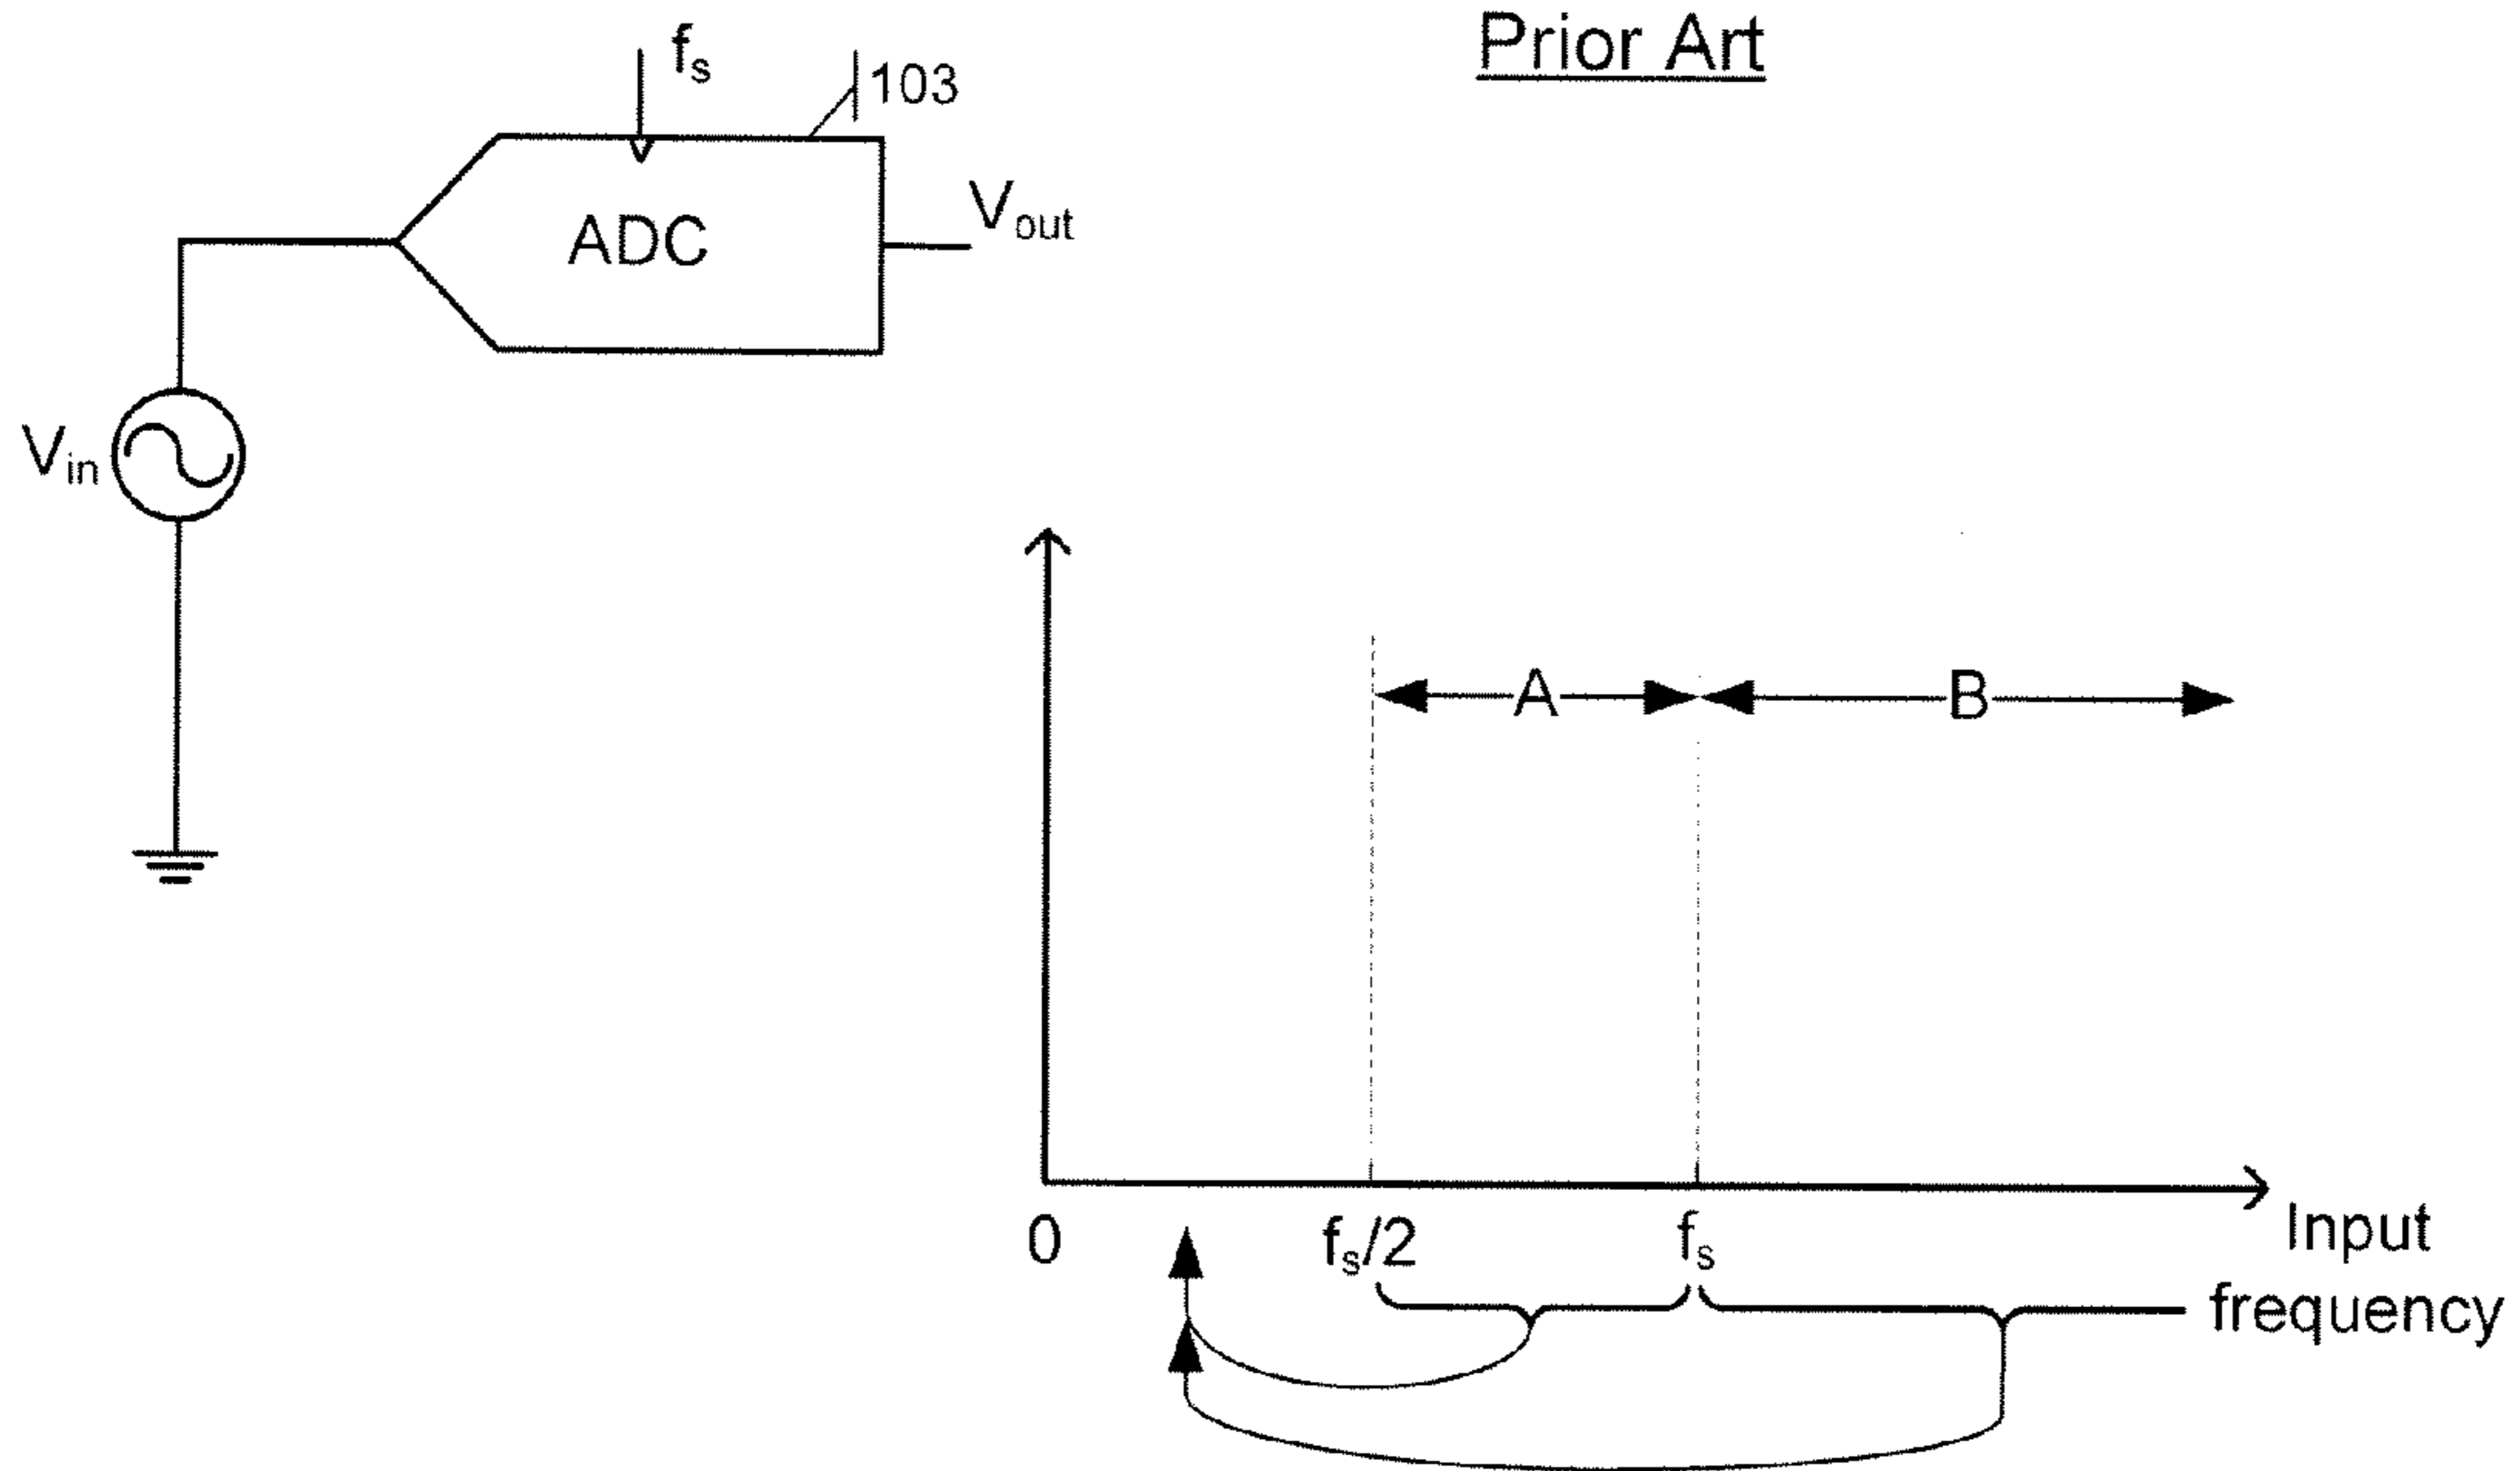 Prior Art
fs
103
ADC
Vout
Vin
A
B
0
fs/2
fs
Input
frequency